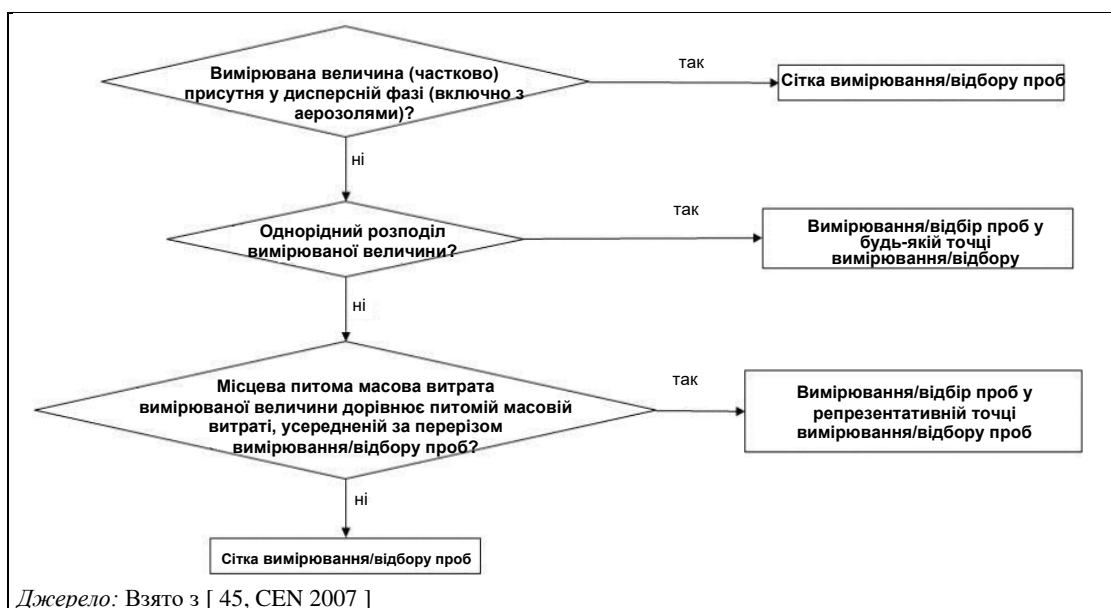 Вимірювана величина (частково)
присутня у дисперсній фазі (включно з
аерозолями)?
так
Сітка вимірювання/відбору проб
ні
Однорідний розподіл
вимірюваної величини?
так
Вимірювання/відбір проб у
будь-якій точці
вимірювання/відбору
ні
Місцева питома масова витрата
вимірюваної величини дорівнює питомій масовій
витраті, усередненій за перерізом
вимірювання/відбору проб?
так
Вимірювання/відбір проб у
репрезентативній точці
вимірювання/відбору проб
ні
Сітка вимірювання/відбору проб
Джерело: Взято з [ 45, CEN 2007 ]